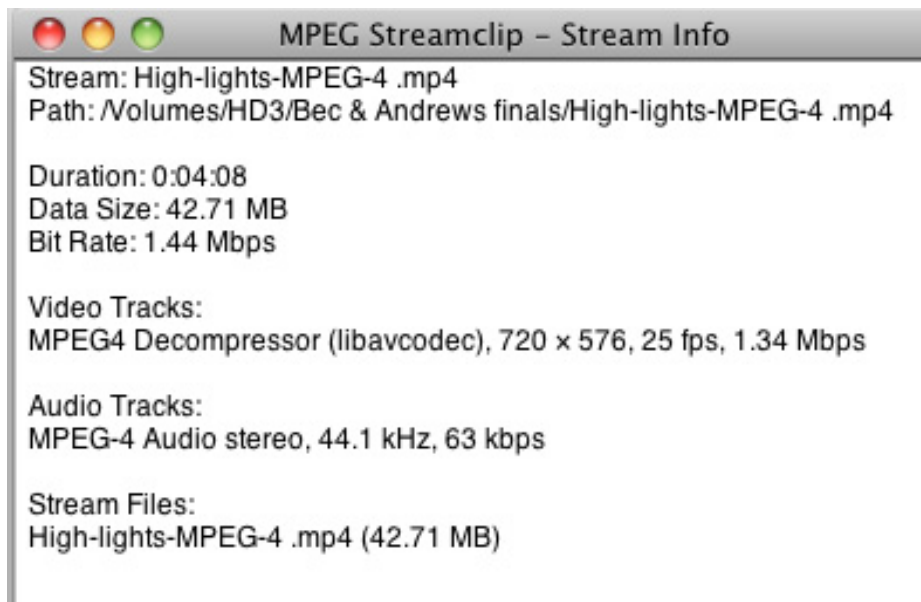 MPEG Streamclip – Stream Info
Stream: High-lights-MPEG-4 .mp4
Path: /Volumes/HD3/Bec & Andrews finals/High-lights-MPEG-4 .mp4
Duration: 0:04:08
Data Size: 42.71 MB
Bit Rate: 1.44 Mbps
Video Tracks:
MPEG4 Decompressor (libavcodec), 720 × 576, 25 fps, 1.34 Mbps
Audio Tracks:
MPEG-4 Audio stereo, 44.1 kHz, 63 kbps
Stream Files:
High-lights-MPEG-4 .mp4 (42.71 MB)